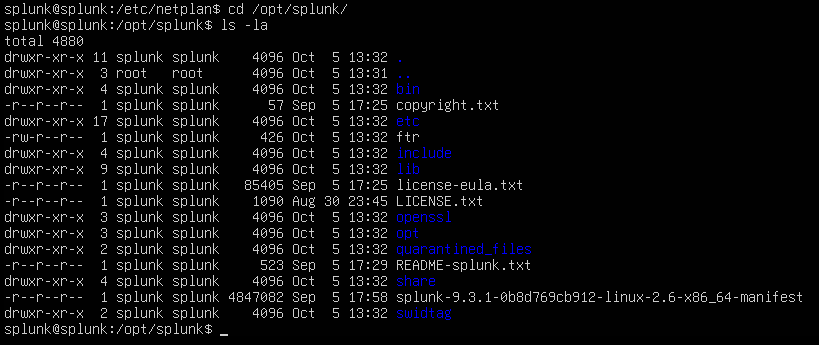 splunk@splunk:/etc/netplan$ cd /opt/splunk/
splunk@splunk:/opt/splunk$ ls -la
total 4880
drwxr-xr-x 11 splunk splunk    4096 Oct  5 13:32 .
drwxr-xr-x  3 root   root      4096 Oct  5 13:31 ..
drwxr-xr-x  4 splunk splunk    4096 Oct  5 13:32 bin
-r--r--r--  1 splunk splunk      57 Sep  5 17:25 copyright.txt
drwxr-xr-x 17 splunk splunk    4096 Oct  5 13:32 etc
-rw-r--r--  1 splunk splunk     426 Oct  5 13:32 ftr
drwxr-xr-x  4 splunk splunk    4096 Oct  5 13:32 include
drwxr-xr-x  9 splunk splunk    4096 Oct  5 13:32 lib
-r--r--r--  1 splunk splunk   85405 Sep  5 17:25 license-eula.txt
-r--r--r--  1 splunk splunk    1090 Aug 30 23:45 LICENSE.txt
drwxr-xr-x  3 splunk splunk    4096 Oct  5 13:32 openssl
drwxr-xr-x  3 splunk splunk    4096 Oct  5 13:32 opt
drwxr-xr-x  2 splunk splunk    4096 Oct  5 13:32 quarantined_files
-r--r--r--  1 splunk splunk     523 Sep  5 17:29 README-splunk.txt
drwxr-xr-x  4 splunk splunk    4096 Oct  5 13:32 share
-r--r--r--  1 splunk splunk 4847082 Sep  5 17:58 splunk-9.3.1-0b8d769cb912-linux-2.6-x86_64-manifest
drwxr-xr-x  2 splunk splunk    4096 Oct  5 13:32 swidtag
splunk@splunk:/opt/splunk$ _